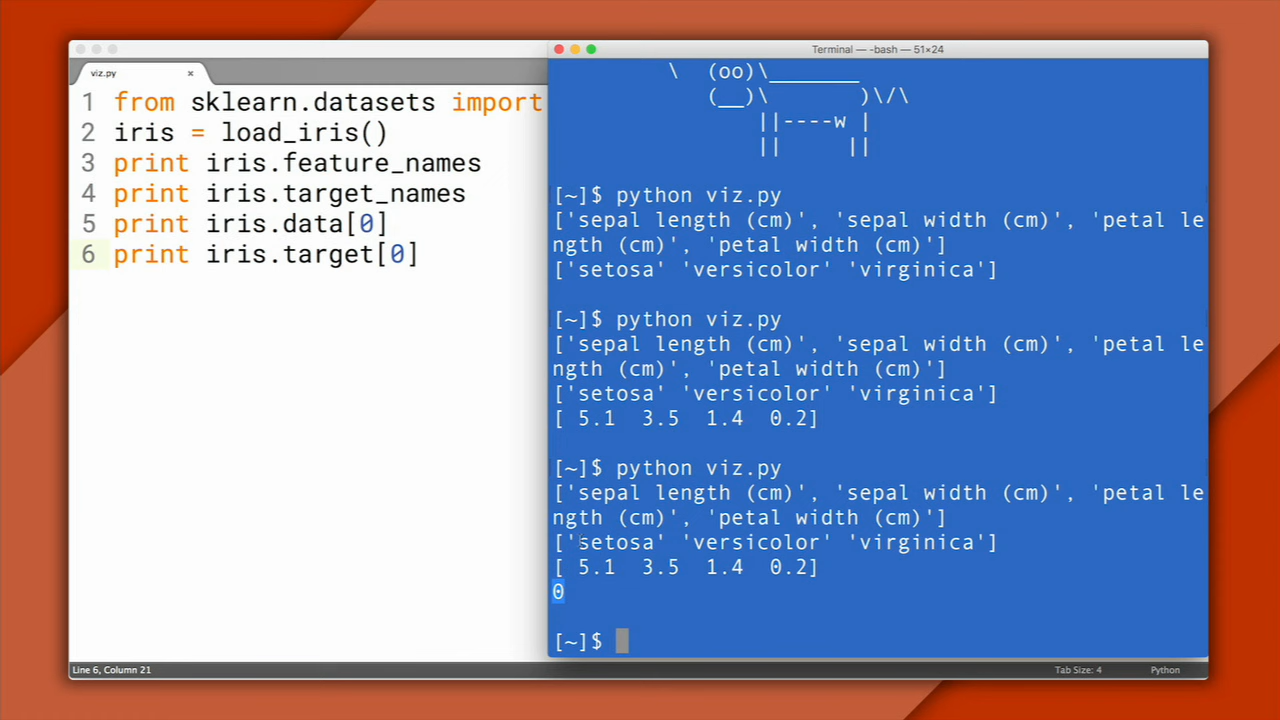 viz.py ×
1 from sklearn.datasets import
2 iris = load_iris()
3 print iris.feature_names
4 print iris.target_names
5 print iris.data[0]
6 print iris.target[0]
Line 6, Column 21
Terminal — -bash — 51×24
\  (oo)\_______
(__)\       )\/\
||----w |
||     ||
[~]$ python viz.py
['sepal length (cm)', 'sepal width (cm)', 'petal le
ngth (cm)', 'petal width (cm)']
['setosa' 'versicolor' 'virginica']
[~]$ python viz.py
['sepal length (cm)', 'sepal width (cm)', 'petal le
ngth (cm)', 'petal width (cm)']
['setosa' 'versicolor' 'virginica']
[ 5.1  3.5  1.4  0.2]
[~]$ python viz.py
['sepal length (cm)', 'sepal width (cm)', 'petal le
ngth (cm)', 'petal width (cm)']
['setosa' 'versicolor' 'virginica']
[ 5.1  3.5  1.4  0.2]
0
[~]$
Tab Size: 4 Python